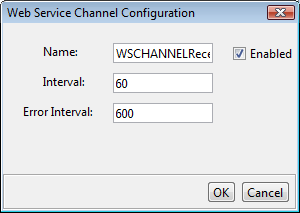 Web Service Channel Configuration
Name: WSCHANNELRece Enabled
Interval: 60
Error Interval: 600
OK Cancel